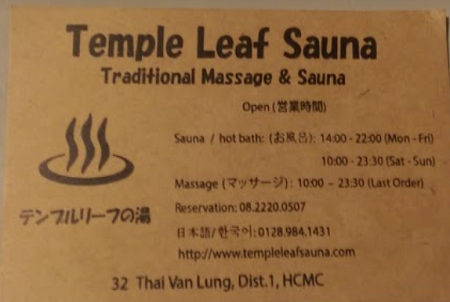 Temple Leaf Sauna
Traditional Massage & Sauna
Open (営業時間)
Sauna / hot bath: (お風呂): 14:00 - 22:00 (Mon - Fri)
10:00 - 23:30 (Sat - Sun)
Massage (マッサージ) : 10:00 – 23:30 (Last Order)
Reservation: 08.2220.0507
テンプルリーフの湯
日本語/한국어: 0128.984.1431
http://www.templeleafsauna.com
32 Thai Van Lung, Dist.1, HCMC